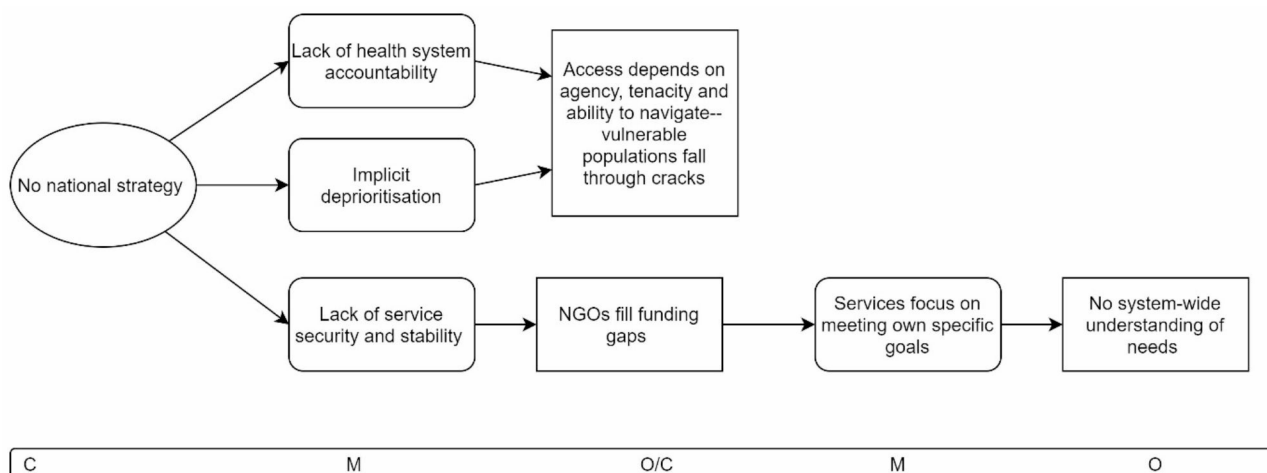 Lack of health system
accountability
Access depends on
agency, tenacity and
ability to navigate--
vulnerable
populations fall
through cracks
No national strategy
Implicit
deprioritisation
Lack of service
security and stability
NGOs fill funding
gaps
Services focus on
meeting own specific
goals
No system-wide
understanding of
needs
C M O/C M O